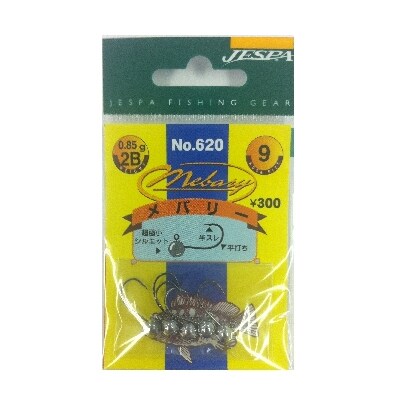 JESPA
JESPA FISHING GEAR
0.85g
2B
No.620
9
Mebary
メバリー
¥300
超極小
シルエット
半スレ
平打ち